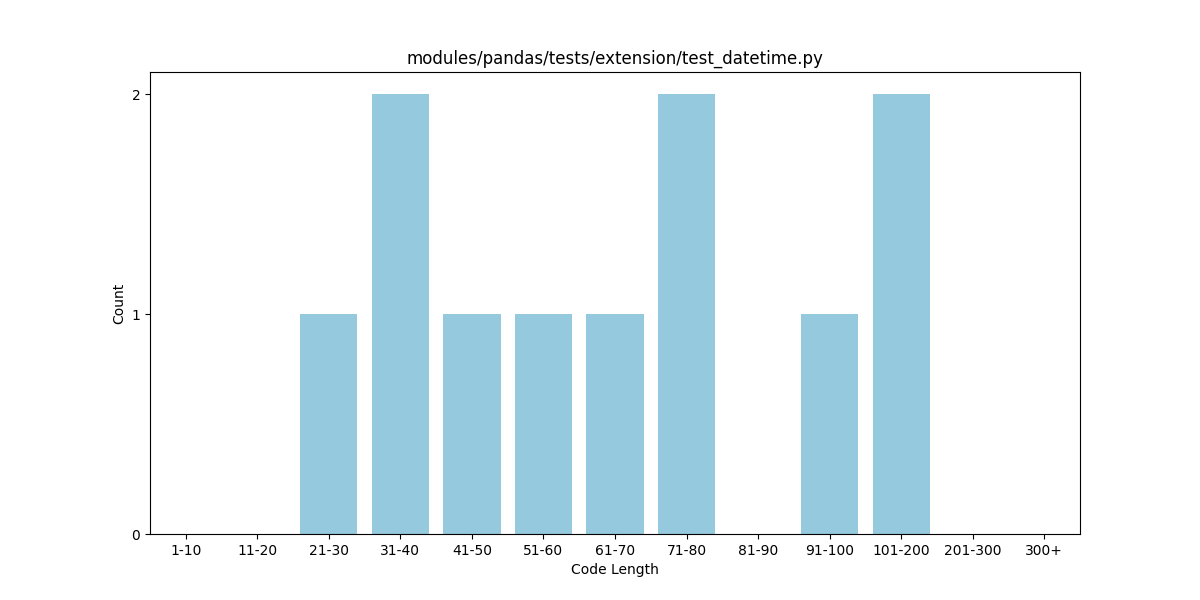 modules/pandas/tests/extension/test_datetime.py
Count
2
1
0
1-10 11-20 21-30 31-40 41-50 51-60 61-70 71-80 81-90 91-100 101-200 201-300 300+
Code Length